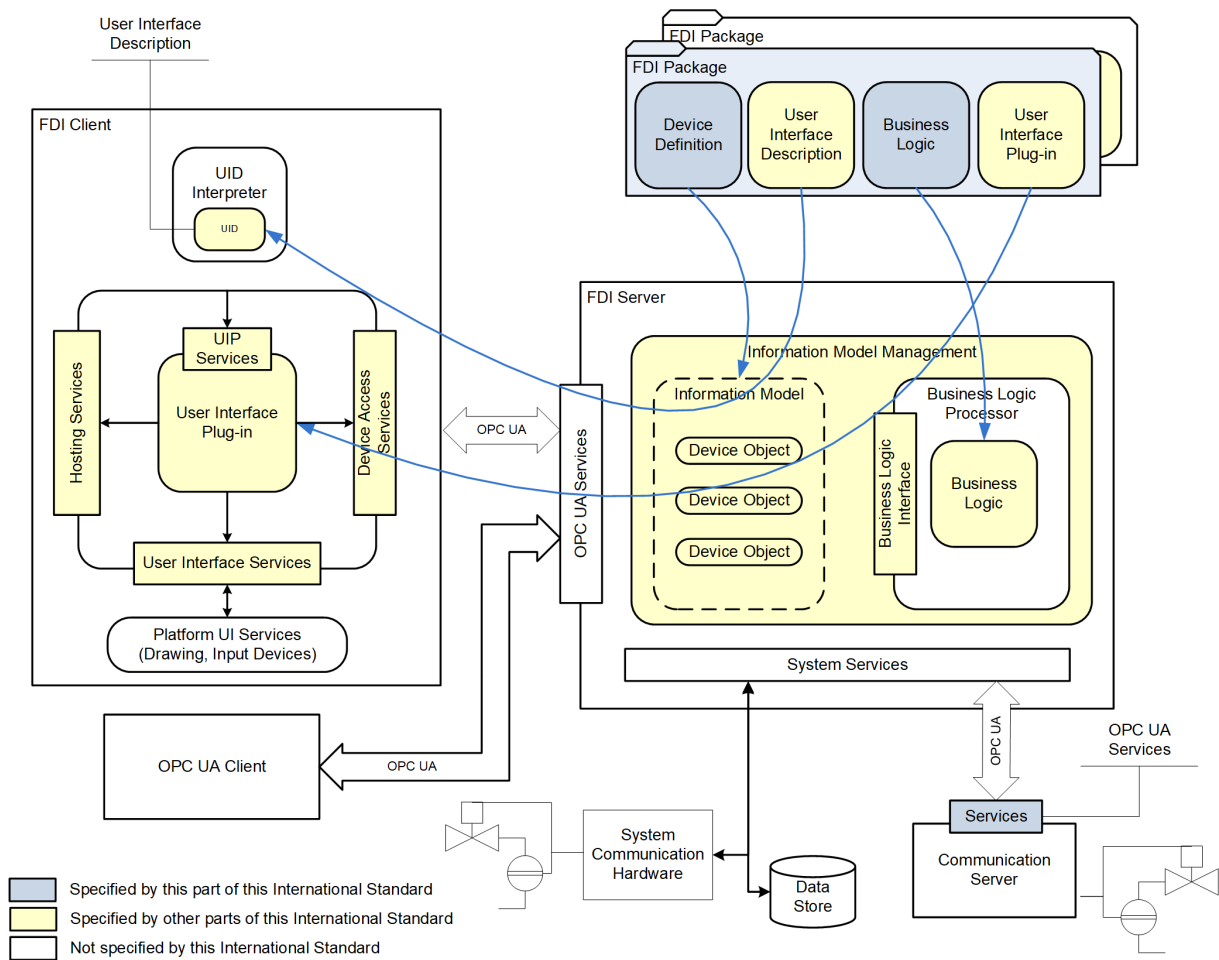 User Interface
Description
FDI Package
FDI Package
Device
Definition
User
Interface
Description
Business
Logic
User
Interface
Plug-in
FDI Client
UID
Interpreter
UID
UIP
Services
Hosting Services
User Interface
Plug-in
Device Access
Services
User Interface Services
Platform UI Services
(Drawing, Input Devices)
OPC UA
OPC UA Services
FDI Server
Information Model Management
Information Model
Device Object
Device Object
Device Object
Business Logic
Processor
Business Logic
Interface
Business
Logic
System Services
OPC UA Client
OPC UA
OPC UA
OPC UA
Services
System
Communication
Hardware
Data
Store
Services
Communication
Server
Specified by this part of this International Standard
Specified by other parts of this International Standard
Not specified by this International Standard